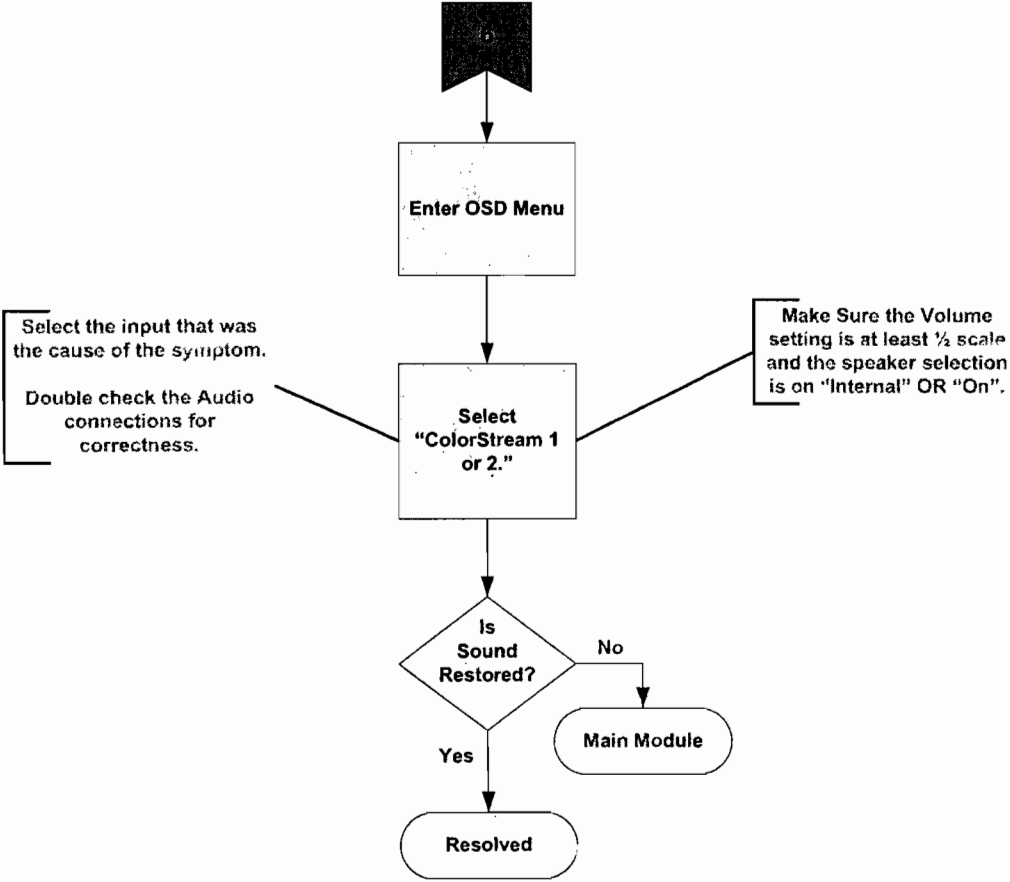 Enter OSD Menu
Select the input that was
the cause of the symptom.
Double check the Audio
connections for
correctness.
Make Sure the Volume
setting is at least ½ scale
and the speaker selection
is on "Internal" OR "On".
Select
"ColorStream 1
or 2."
Is
Sound
Restored?
No
Main Module
Yes
Resolved